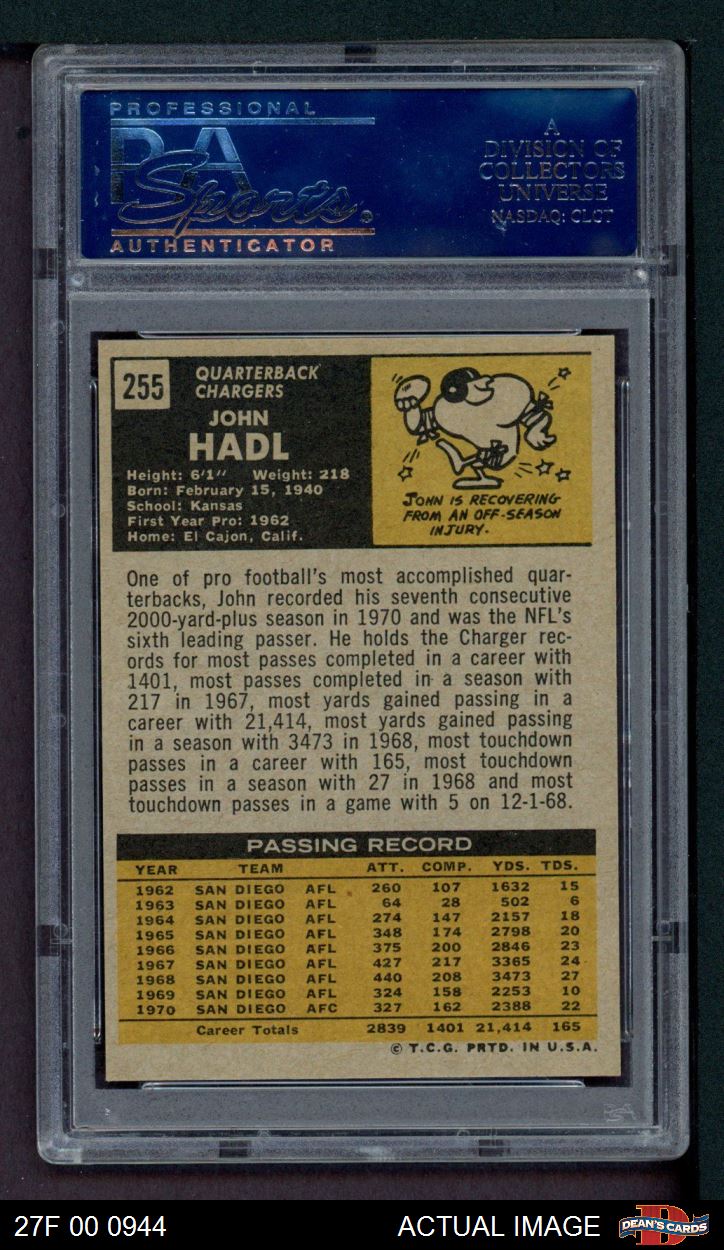 PROFESSIONAL
PSA
Sports®
AUTHENTICATOR
A
DIVISION OF
COLLECTORS
UNIVERSE
NASDAQ: CLCT
255
QUARTERBACK
CHARGERS
JOHN
HADL
Height: 6'1" Weight: 218
Born: February 15, 1940
School: Kansas
First Year Pro: 1962
Home: El Cajon, Calif.
JOHN IS RECOVERING
FROM AN OFF-SEASON
INJURY.
One of pro football's most accomplished quar-
terbacks, John recorded his seventh consecutive
2000-yard-plus season in 1970 and was the NFL's
sixth leading passer. He holds the Charger rec-
ords for most passes completed in a career with
1401, most passes completed in a season with
217 in 1967, most yards gained passing in a
career with 21,414, most yards gained passing
in a season with 3473 in 1968, most touchdown
passes in a career with 165, most touchdown
passes in a season with 27 in 1968 and most
touchdown passes in a game with 5 on 12-1-68.
PASSING RECORD
YEAR TEAM ATT. COMP. YDS. TDS.
1962 SAN DIEGO AFL 260 107 1632 15
1963 SAN DIEGO AFL 64 28 502 6
1964 SAN DIEGO AFL 274 147 2157 18
1965 SAN DIEGO AFL 348 174 2798 20
1966 SAN DIEGO AFL 375 200 2846 23
1967 SAN DIEGO AFL 427 217 3365 24
1968 SAN DIEGO AFL 440 208 3473 27
1969 SAN DIEGO AFL 324 158 2253 10
1970 SAN DIEGO AFC 327 162 2388 22
Career Totals 2839 1401 21,414 165
© T.C.G. PRTD. IN U.S.A.
PSA
27F 00 0944 ACTUAL IMAGE DEAN'S CARDS